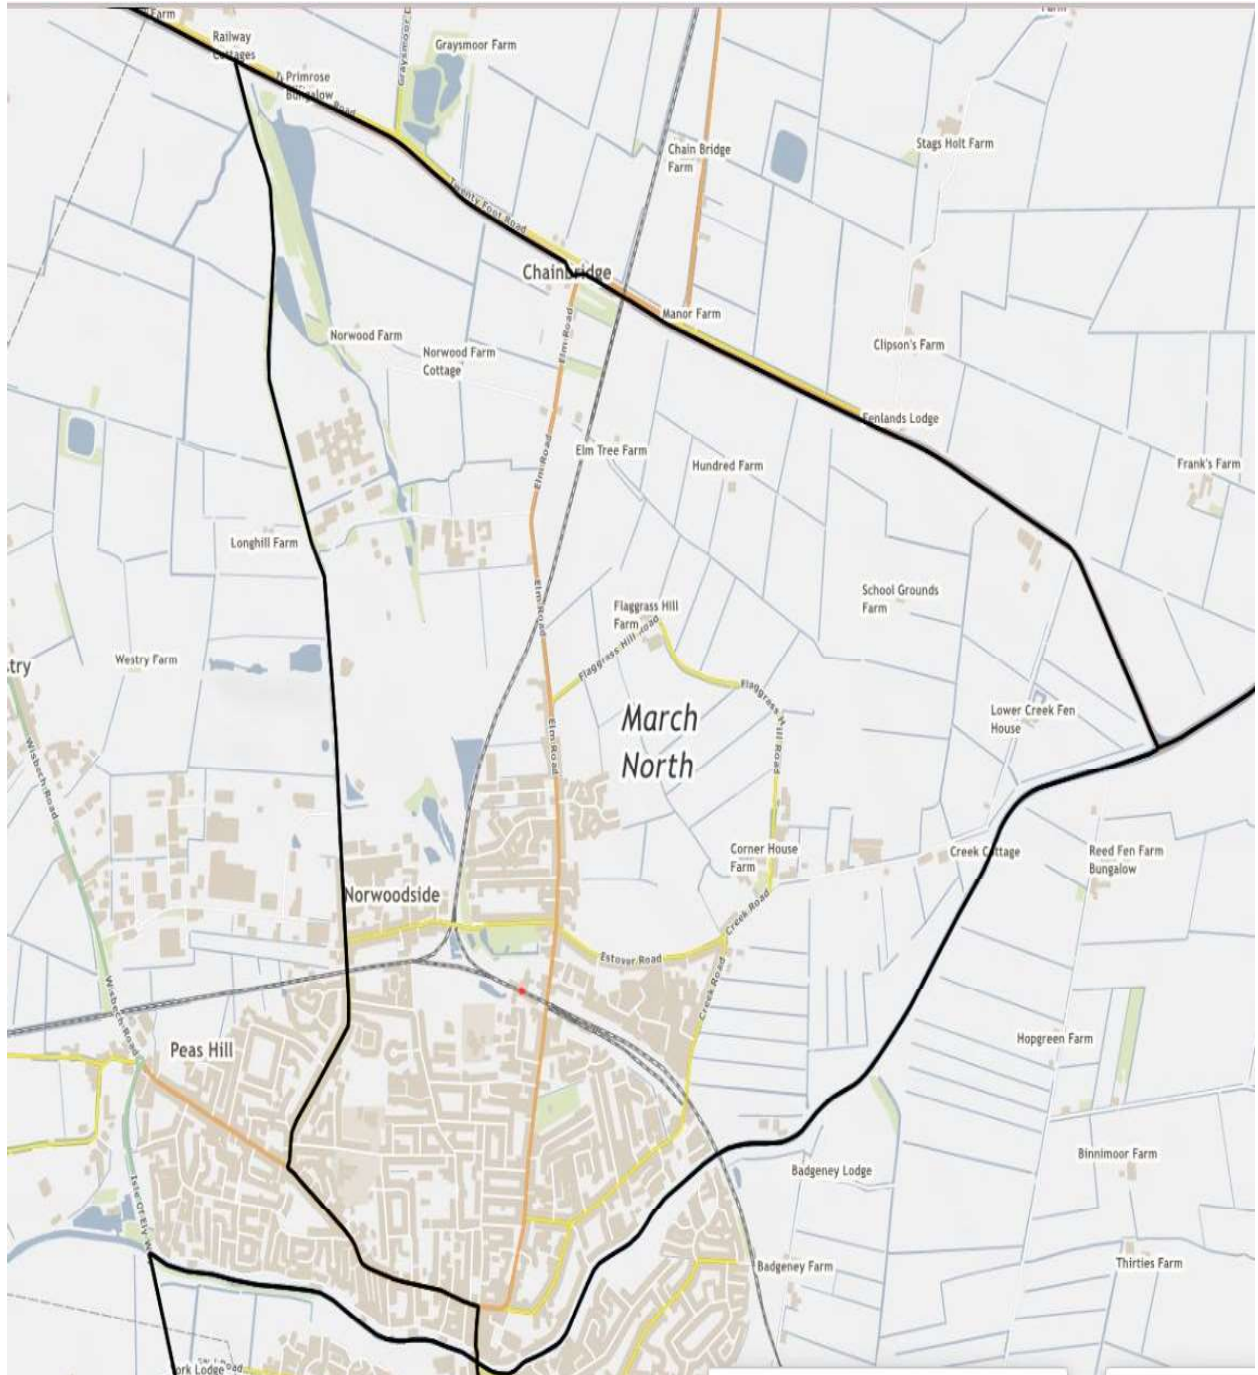 Farm
Railway
Cottages
Primrose
Bungalow
Road
Graysmoor Farm
Chain Bridge
Farm
Stags Holt Farm
Twenty Foot Road
Chainbridge
Manor Farm
Norwood Farm
Norwood Farm
Cottage
Elm Road
Clipson's Farm
Fenlands Lodge
Elm Tree Farm
Elm Road
Hundred Farm
Frank's Farm
Longhill Farm
Elm Road
Flaggrass Hill
Farm
Flaggrass Hill Road
School Grounds
Farm
Westry Farm
stry
Flaggrass Hill Road
Elm Road
March
North
Lower Creek Fen
House
Wisbech Road
Corner House
Farm
Creek Cottage
Reed Fen Farm
Bungalow
Norwoodside
Creek Road
Estover Road
Creek Road
Wisbech Road
Peas Hill
Hopgreen Farm
Badgeney Lodge
Binnimoor Farm
Isle Of Ely W
Badgeney Farm
Thirties Farm
ork Lodge
Road